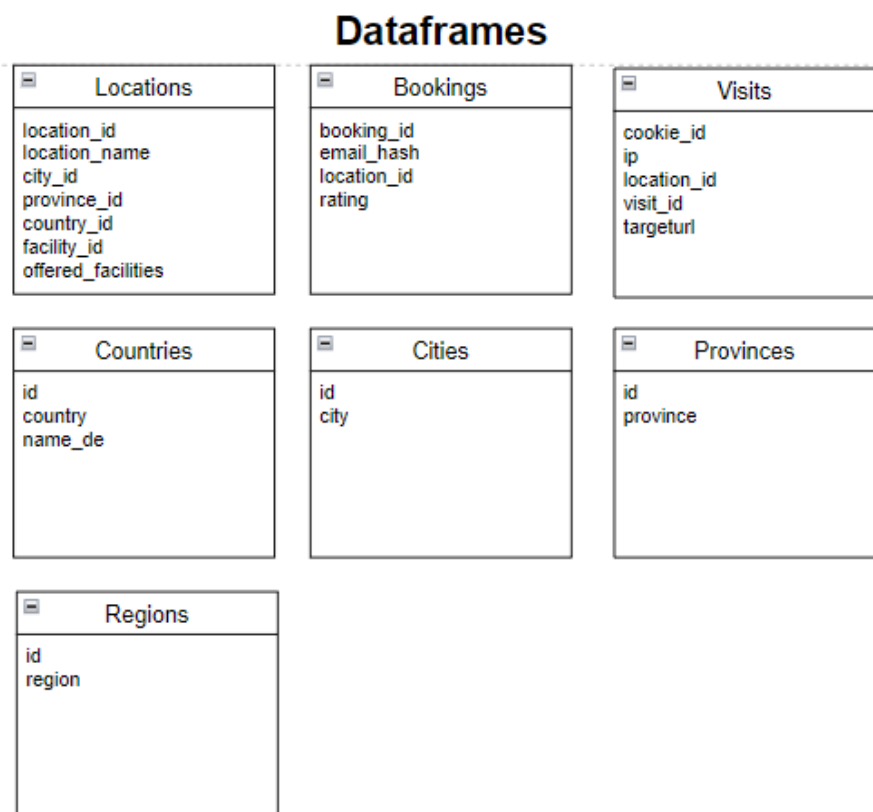 Dataframes
Locations
location_id
location_name
city_id
province_id
country_id
facility_id
offered_facilities
Bookings
booking_id
email_hash
location_id
rating
Visits
cookie_id
ip
location_id
visit_id
targeturl
Countries
id
country
name_de
Cities
id
city
Provinces
id
province
Regions
id
region